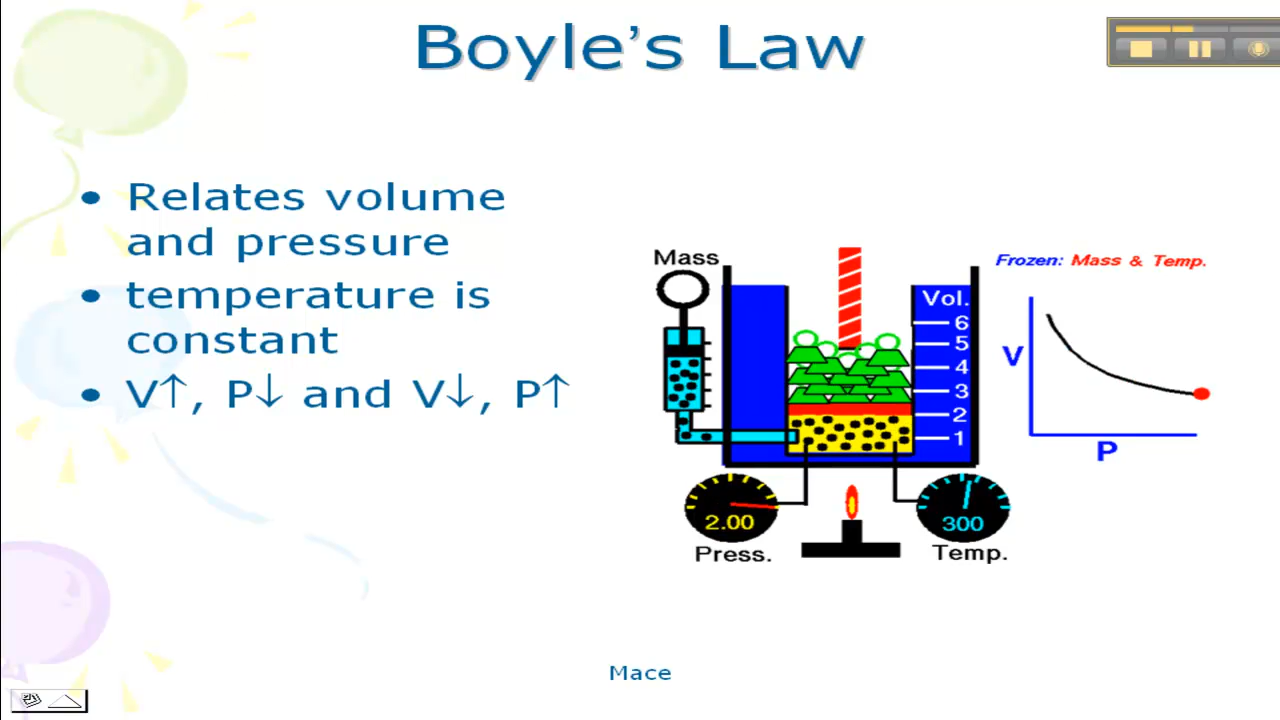 Boyle’s Law
• Relates volume
and pressure
• temperature is
constant
• V↑, P↓ and V↓, P↑
Mass
Vol.
6
5
4
3
2
1
2.00
Press.
300
Temp.
Frozen: Mass & Temp.
V
P
Mace